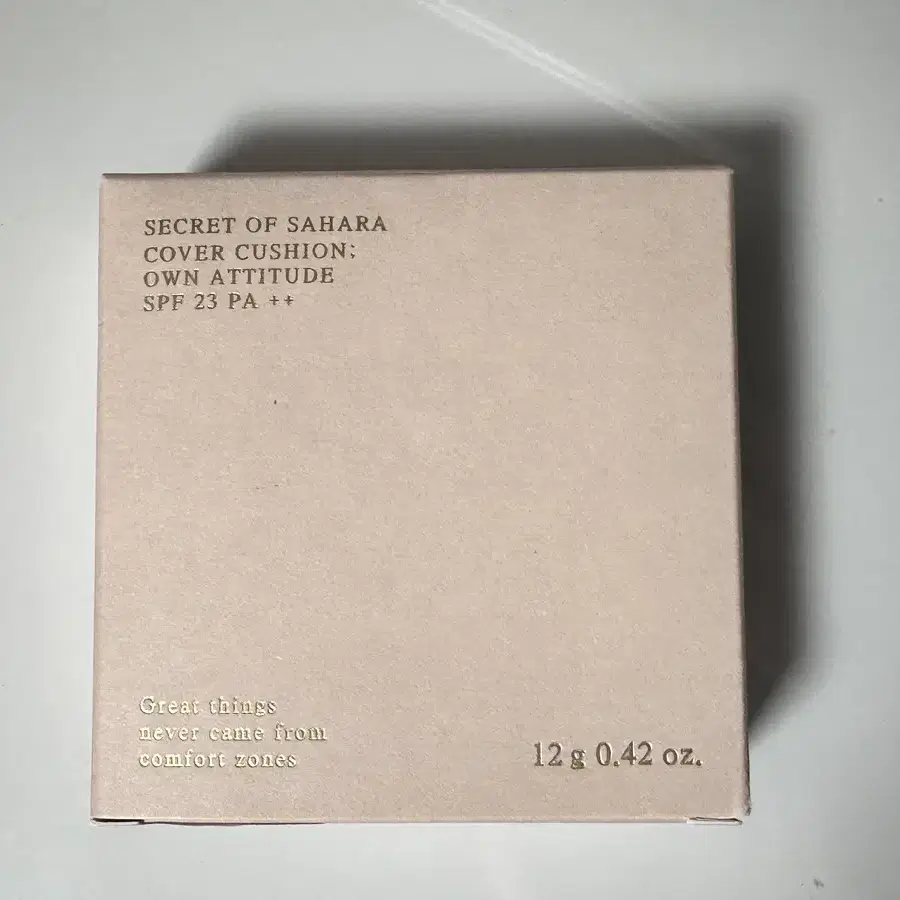 SECRET OF SAHARA
COVER CUSHION;
OWN ATTITUDE
SPF 23 PA ++
Great things
never came from
comfort zones
12 g 0.42 oz.